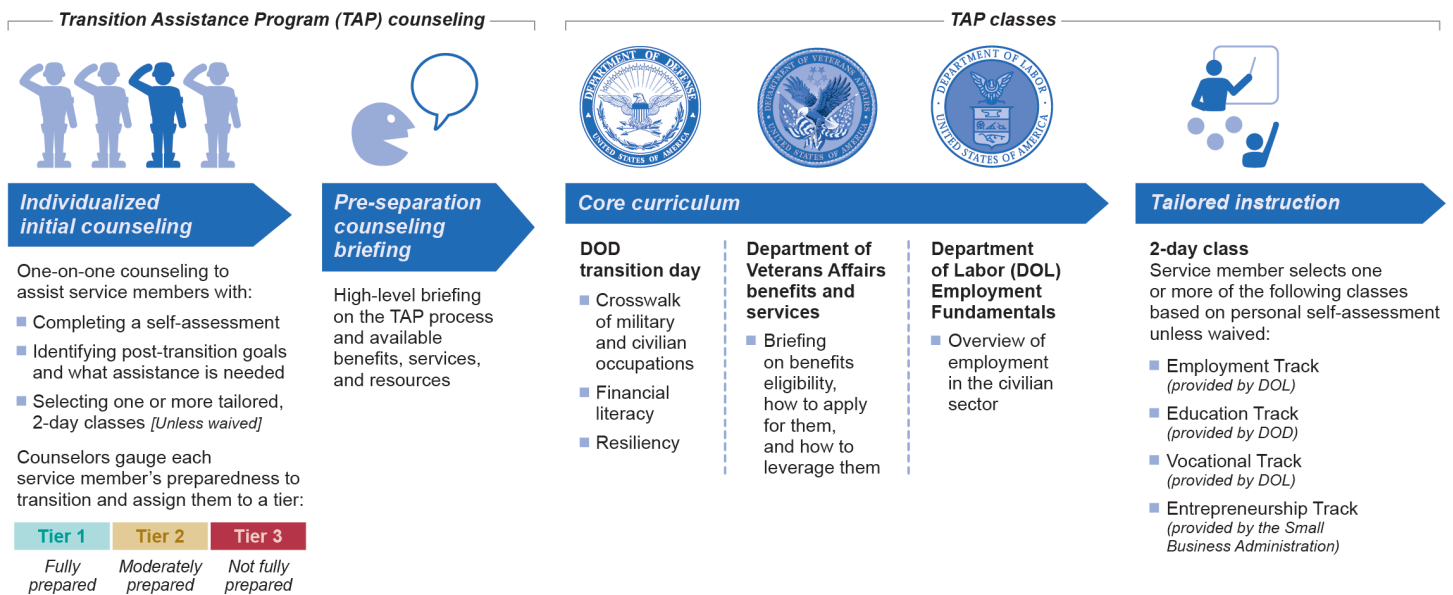 Transition Assistance Program (TAP) counseling
TAP classes
DEPARTMENT OF DEFENSE
UNITED STATES OF AMERICA
DEPARTMENT OF VETERANS AFFAIRS
UNITED STATES OF AMERICA
DEPARTMENT OF LABOR
UNITED STATES OF AMERICA
Individualized
initial counseling
One-on-one counseling to
assist service members with:
Completing a self-assessment
Identifying post-transition goals
and what assistance is needed
Selecting one or more tailored,
2-day classes [Unless waived]
Counselors gauge each
service member’s preparedness to
transition and assign them to a tier:
Tier 1
Tier 2
Tier 3
Fully
prepared
Moderately
prepared
Not fully
prepared
Pre-separation
counseling
briefing
High-level briefing
on the TAP process
and available
benefits, services,
and resources
Core curriculum
DOD
transition day
Crosswalk
of military
and civilian
occupations
Financial
literacy
Resiliency
Department of
Veterans Affairs
benefits and
services
Briefing
on benefits
eligibility,
how to apply
for them,
and how to
leverage them
Department
of Labor (DOL)
Employment
Fundamentals
Overview of
employment
in the civilian
sector
Tailored instruction
2-day class
Service member selects one
or more of the following classes
based on personal self-assessment
unless waived:
Employment Track
(provided by DOL)
Education Track
(provided by DOD)
Vocational Track
(provided by DOL)
Entrepreneurship Track
(provided by the Small
Business Administration)